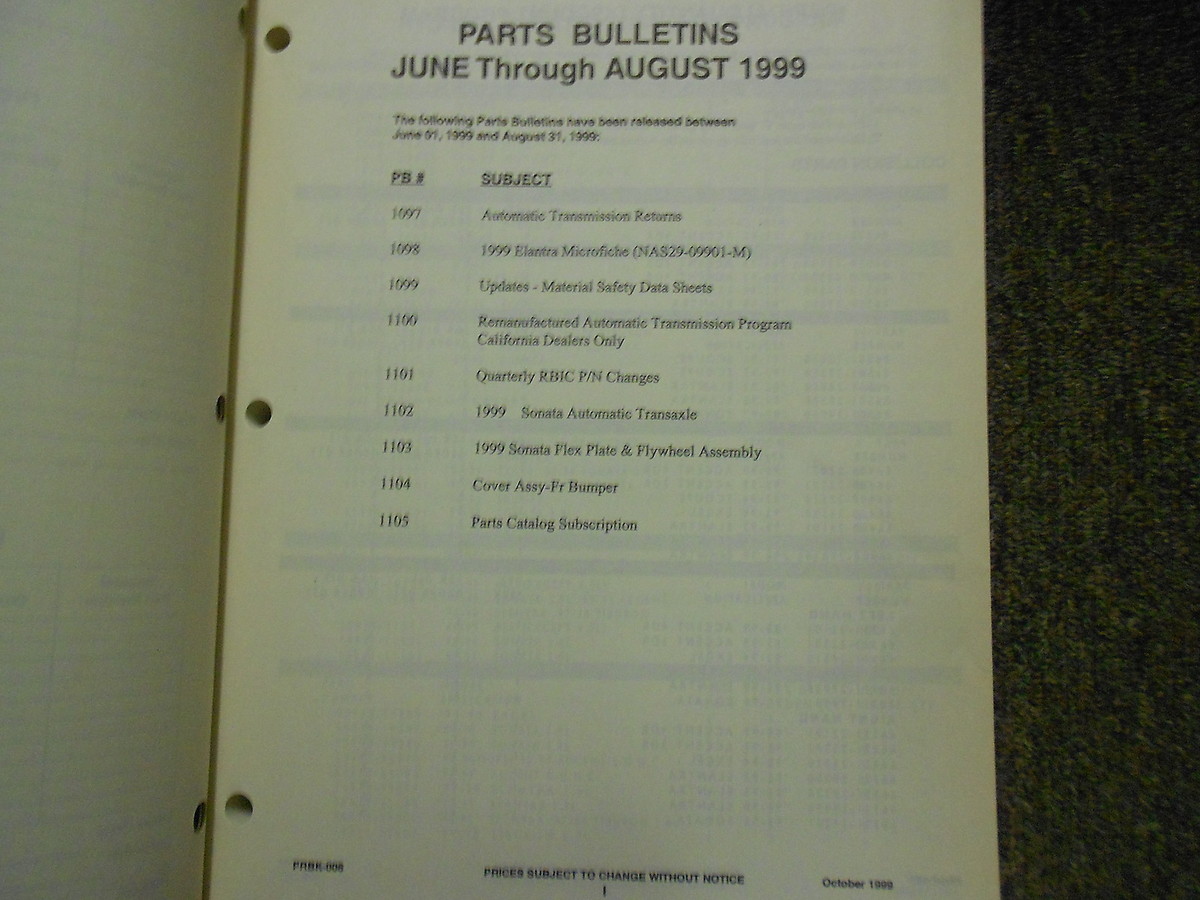 PARTS BULLETINS
JUNE Through AUGUST 1999
The following Parts Bulletins have been released between
June 01, 1999 and August 31, 1999:
PB # SUBJECT
1097 Automatic Transmission Returns
1098 1999 Elantra Microfiche (NAS29-09901-M)
1099 Updates - Material Safety Data Sheets
1100 Remanufactured Automatic Transmission Program
California Dealers Only
1101 Quarterly RBIC P/N Changes
1102 1999 Sonata Automatic Transaxle
1103 1999 Sonata Flex Plate & Flywheel Assembly
1104 Cover Assy-Fr Bumper
1105 Parts Catalog Subscription
PRICES SUBJECT TO CHANGE WITHOUT NOTICE
October 1999